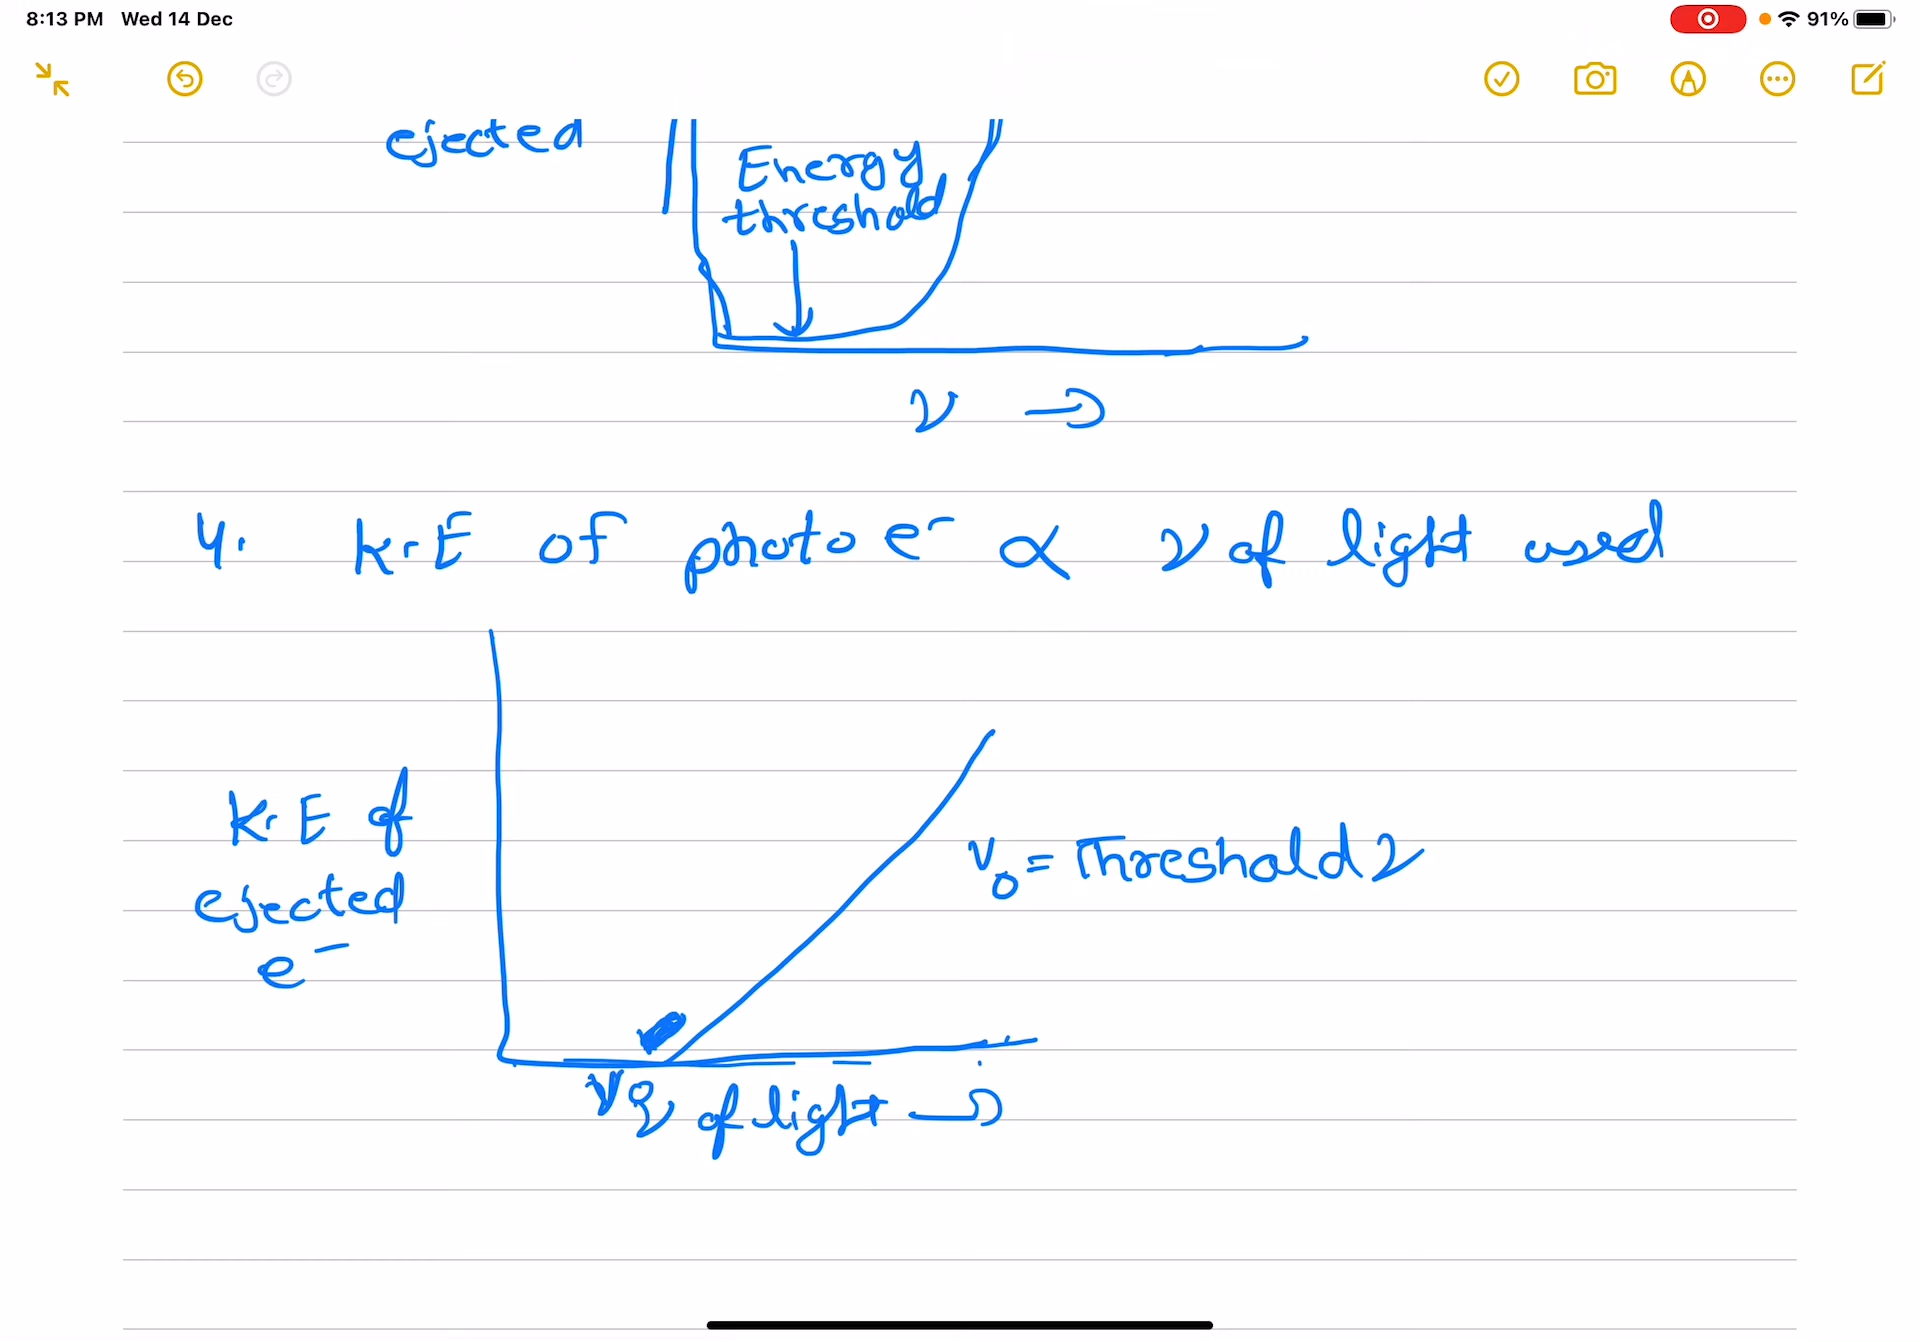 8:13 PM Wed 14 Dec
91%
ejected
Energy
threshold
ν →
4. K.E of photo e⁻ ∝ ν of light used
K.E of
ejected
e⁻
ν₀ = Threshold ν
ν₀ ν of light →